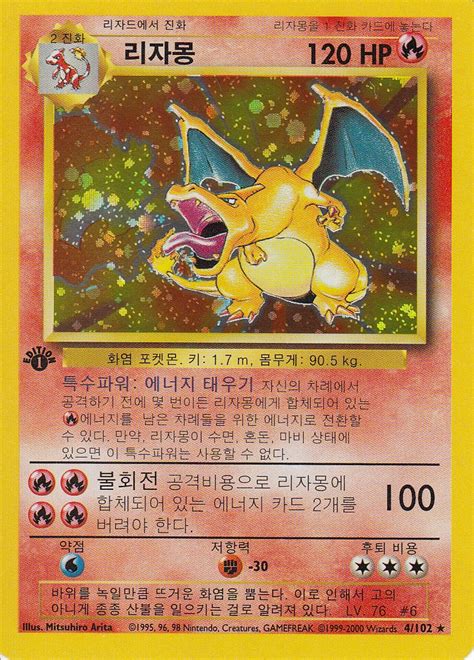 리자드에서 진화
리자몽을 1 진화 카드에 놓는다
2 진화
리자몽
120 HP
화염 포켓몬. 키: 1.7 m, 몸무게: 90.5 kg.
EDITION
1
특수파워: 에너지 태우기 자신의 차례에서
공격하기 전에 몇 번이든 리자몽에게 합체되어 있는
에너지를 남은 차례들을 위한 에너지로 전환할
수 있다. 만약, 리자몽이 수면, 혼돈, 마비 상태에
있으면 이 특수파워는 사용할 수 없다.
불회전 공격비용으로 리자몽에
합체되어 있는 에너지 카드 2개를
버려야 한다.
100
약점
저항력
후퇴 비용
-30
바위를 녹일만큼 뜨거운 화염을 뿜는다. 이로 인해서 고의
아니게 종종 산불을 일으키는 걸로 알려져 있다. LV. 76 #6
Illus. Mitsuhiro Arita
©1995, 96, 98 Nintendo, Creatures, GAMEFREAK ©1999-2000 Wizards
4/102 ★